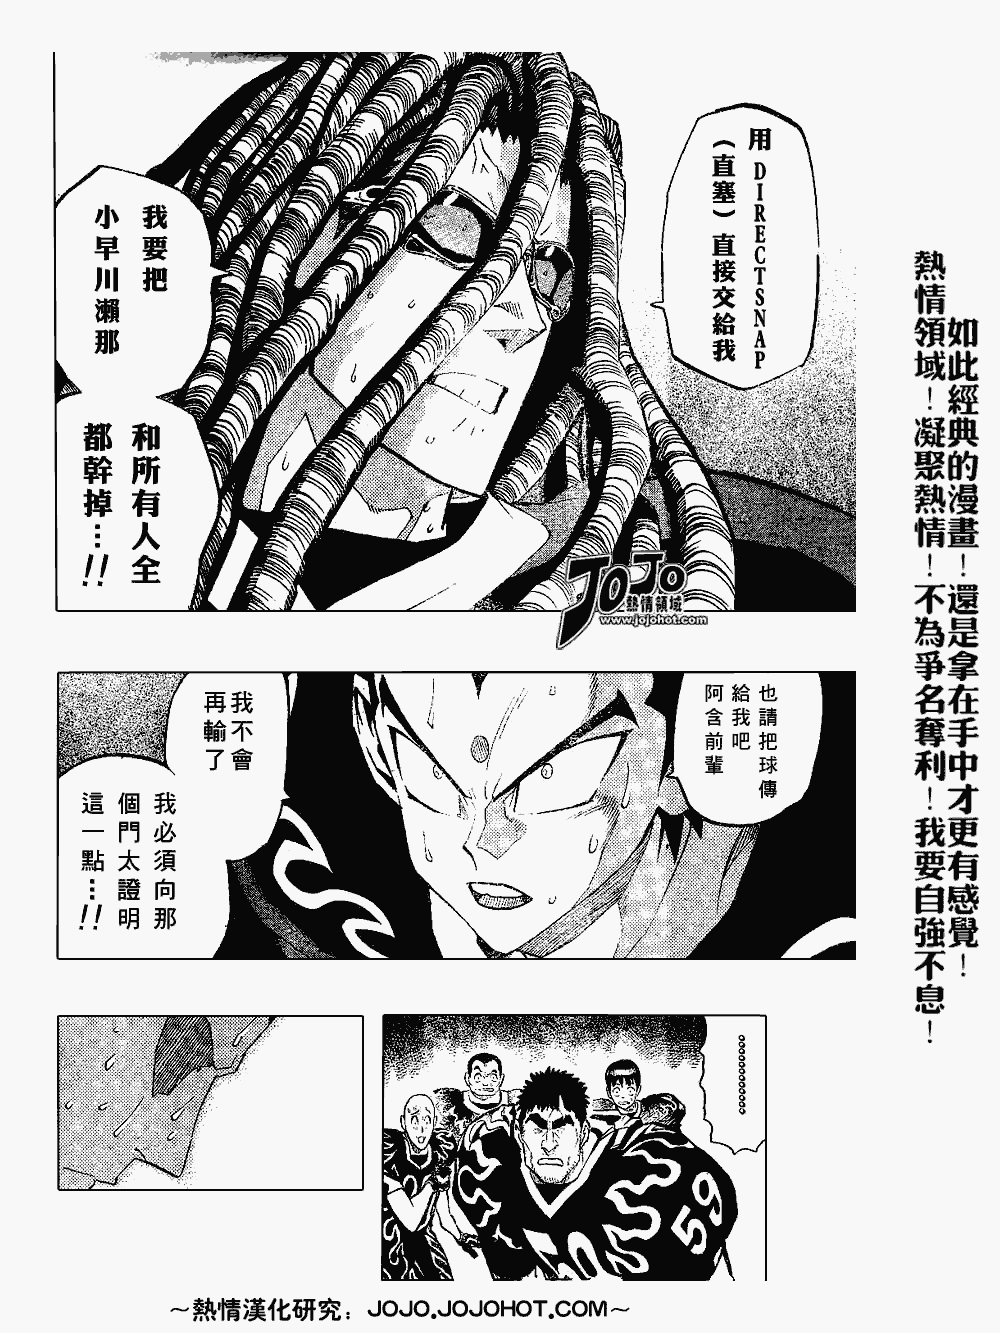 用DIRECTSNAP
（直塞）直接交給我
我要把
小早川瀨那
和所有人全
都幹掉…!!
JOJO
熱情領域
www.jojohot.com
也請把球傳
給我吧
阿含前輩
我不會
再輸了
我必須向那
個門太證明
這一點…!!
。。。。。。。。。。。。
59
如此經典的漫畫！還是拿在手中才更有感覺！
熱情領域！凝聚熱情！不為爭名奪利！我要自強不息！
～熱情漢化研究：JOJO.JOJOHOT.COM～